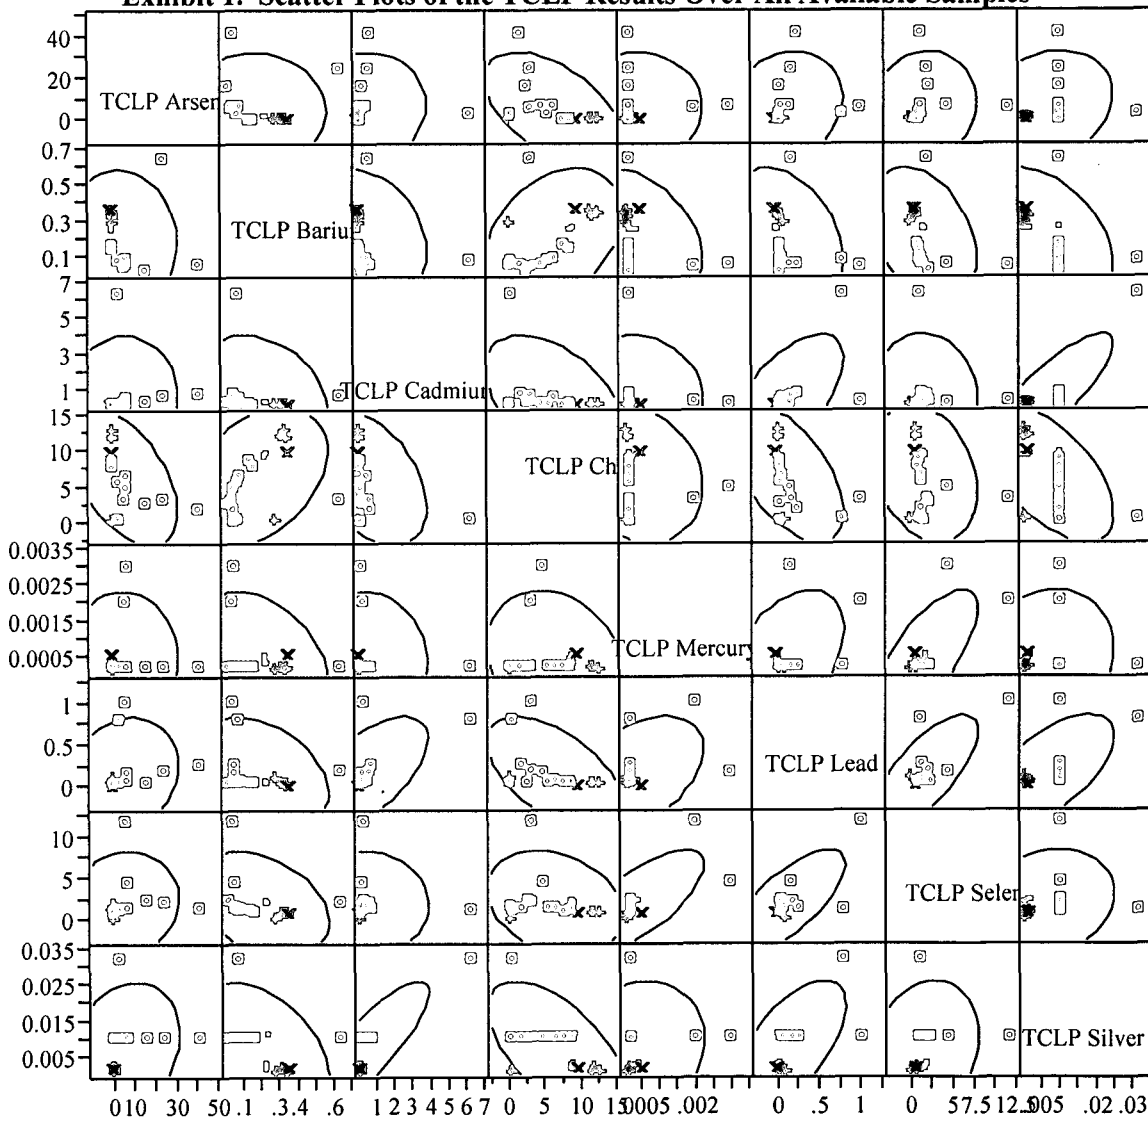 Exhibit 1. Scatter Plots of the TCLP Results Over All Available Samples
40
20
0
TCLP Arsen
0.7
0.5
0.3
0.1
TCLP Bariu
7
5
3
1
TCLP Cadmium
15
10
5
0
TCLP Ch
0.0035
0.0025
0.0015
0.0005
TCLP Mercury
1
0.5
0
TCLP Lead
10
5
0
TCLP Selen
0.035
0.025
0.015
0.005
TCLP Silver
0 10 30 50 .1 .3 .4 .6 1 2 3 4 5 6 7 0 5 10 15 .0005 .002 0 .5 1 0 5 7.5 12.5 .005 .02 .03